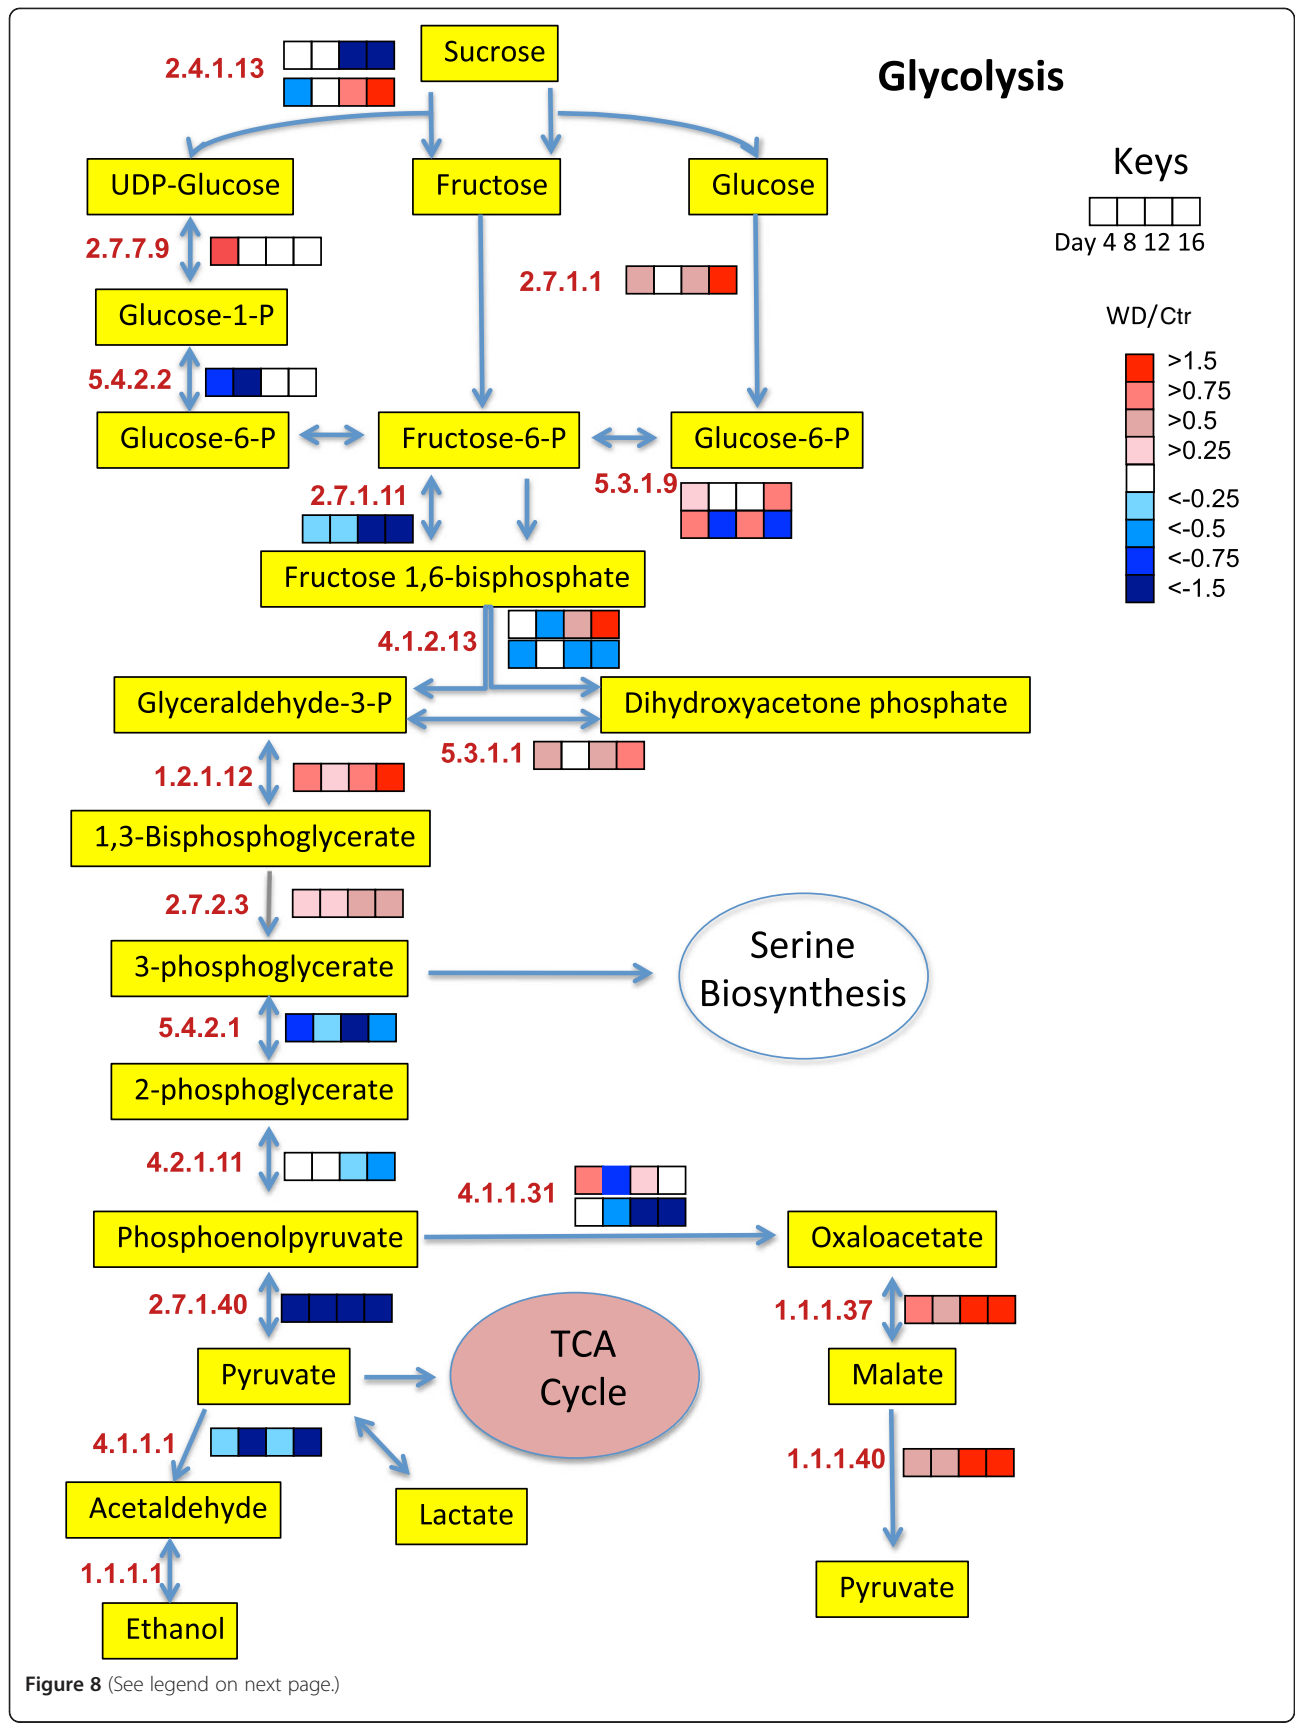 Sucrose
2.4.1.13
Glycolysis
Keys
Day 4 8 12 16
UDP-Glucose
Fructose
Glucose
2.7.7.9
2.7.1.1
Glucose-1-P
WD/Ctr
>1.5
>0.75
>0.5
>0.25
<-0.25
<-0.5
<-0.75
<-1.5
5.4.2.2
Glucose-6-P
Fructose-6-P
Glucose-6-P
2.7.1.11
5.3.1.9
Fructose 1,6-bisphosphate
4.1.2.13
Glyceraldehyde-3-P
Dihydroxyacetone phosphate
5.3.1.1
1.2.1.12
1,3-Bisphosphoglycerate
2.7.2.3
3-phosphoglycerate
Serine
Biosynthesis
5.4.2.1
2-phosphoglycerate
4.2.1.11
4.1.1.31
Phosphoenolpyruvate
Oxaloacetate
2.7.1.40
1.1.1.37
Pyruvate
TCA
Cycle
Malate
4.1.1.1
1.1.1.40
Acetaldehyde
Lactate
1.1.1.1
Pyruvate
Ethanol
Figure 8 (See legend on next page.)